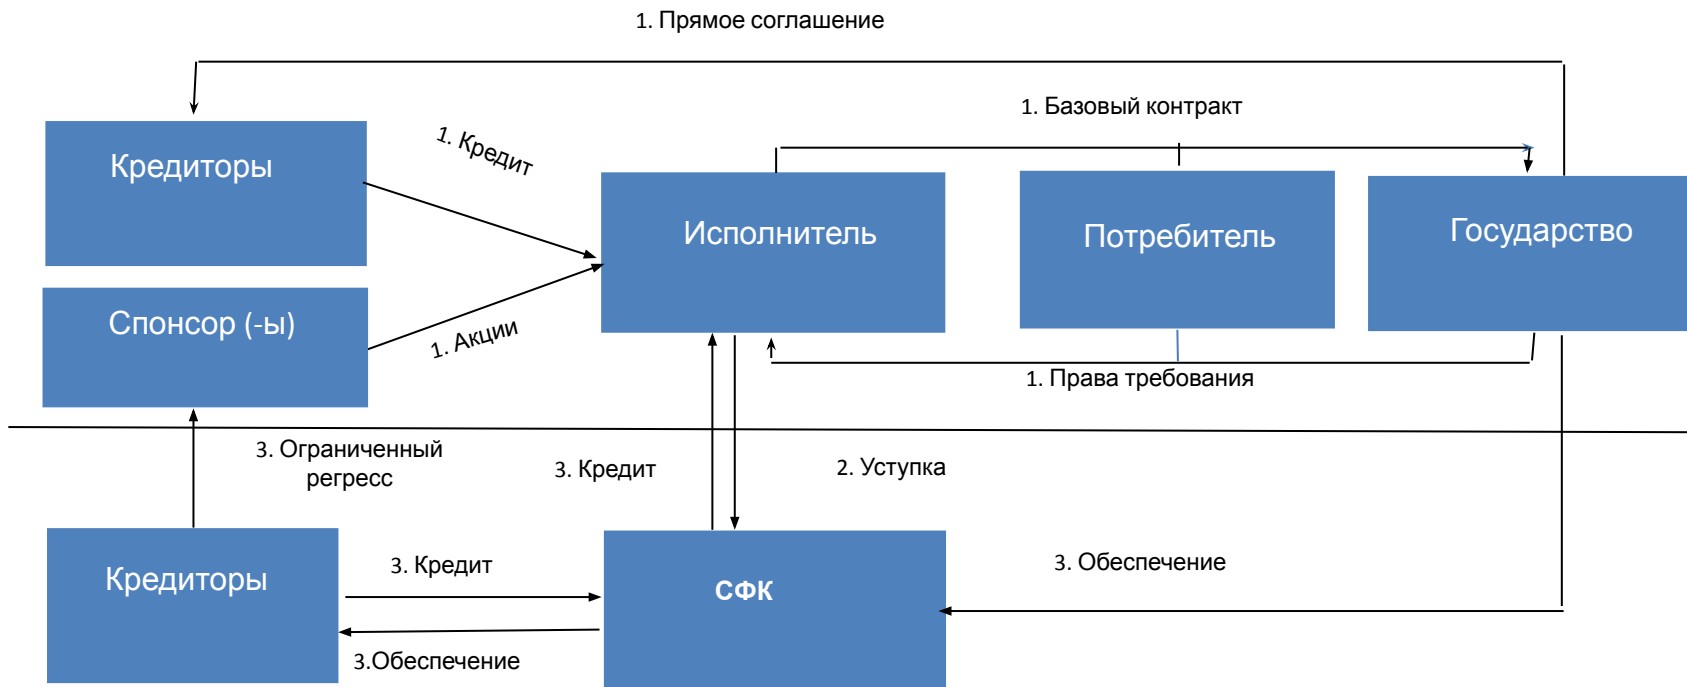 1. Прямое соглашение
1. Базовый контракт
Кредиторы
1. Кредит
Исполнитель
Потребитель
Государство
Спонсор (-ы)
1. Акции
1. Права требования
3. Ограниченный
регресс
3. Кредит
2. Уступка
Кредиторы
3. Кредит
СФК
3. Обеспечение
3.Обеспечение